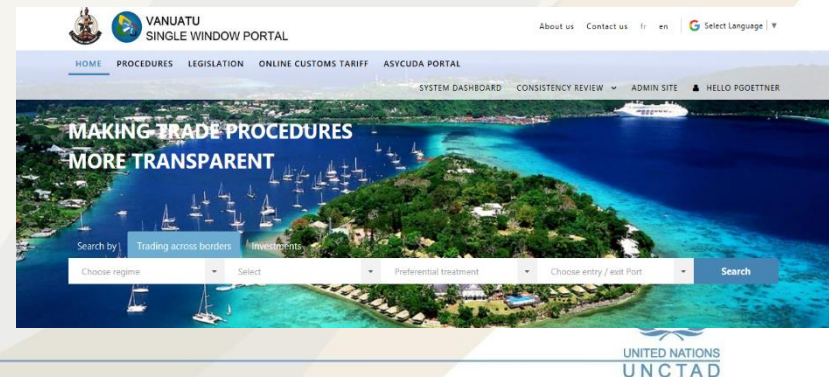 VANUATU
SINGLE WINDOW PORTAL
About us Contact us fr en G Select Language ▼
HOME PROCEDURES LEGISLATION ONLINE CUSTOMS TARIFF ASYCUDA PORTAL
SYSTEM DASHBOARD CONSISTENCY REVIEW ADMIN SITE HELLO PGOETTNER
MAKING TRADE PROCEDURES
MORE TRANSPARENT
Search by Trading across borders Investments
Choose regime Select Preferential treatment Choose entry / exit Port Search
UNITED NATIONS
UNCTAD